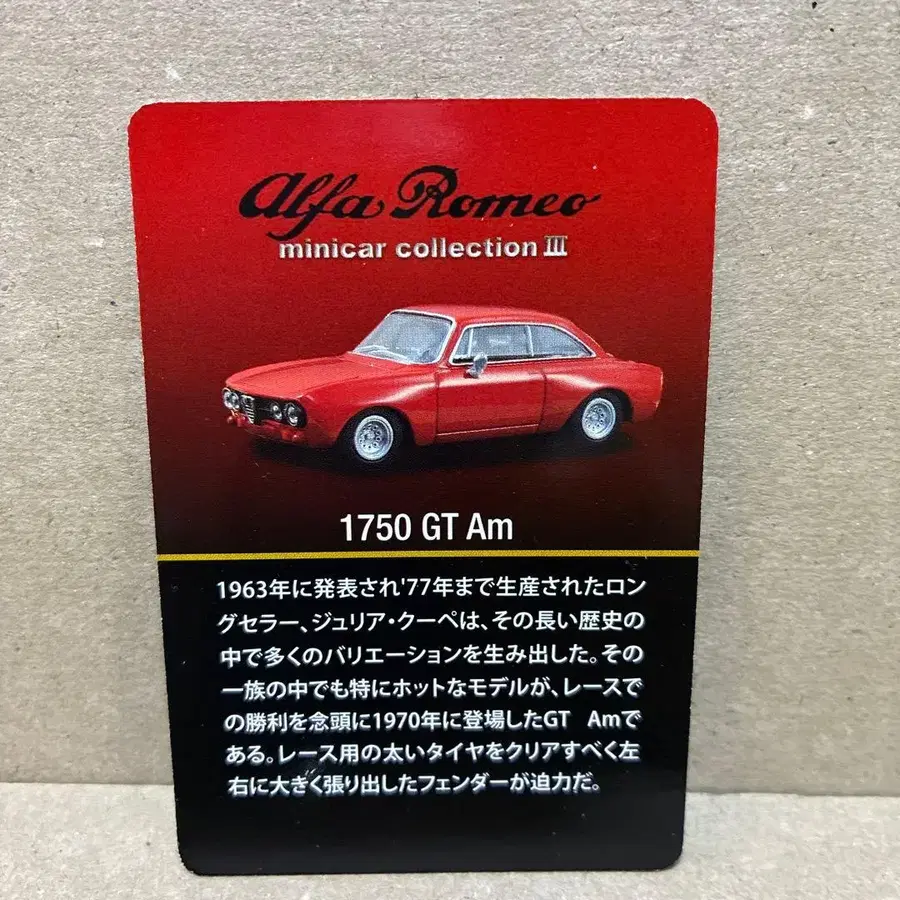 Alfa Romeo
minicar collection III
1750 GT Am
1963年に発表され'77年まで生産されたロン
グセラー、ジュリア・クーペは、その長い歴史の
中で多くのバリエーションを生み出した。その
一族の中でも特にホットなモデルが、レースで
の勝利を念頭に1970年に登場したGT Amで
ある。レース用の太いタイヤをクリアすべく左
右に大きく張り出したフェンダーが迫力だ。